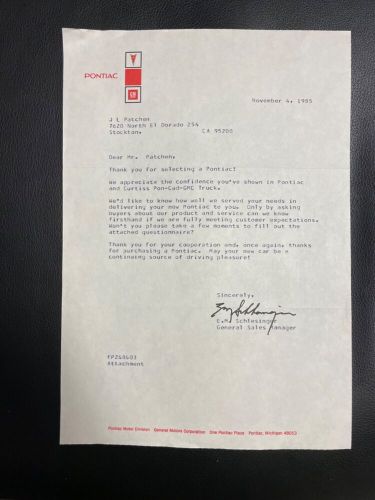 PONTIAC
GM
November 4, 1985
J L Patchen
7620 North El Dorado 254
Stockton, CA 95200
Dear Mr. Patchen,
Thank you for selecting a Pontiac!
We appreciate the confidence you've shown in Pontiac
and Curtiss Pon-Cad-GMC Truck.
We'd like to know how well we served your needs in
delivering your new Pontiac to you. Only by asking
buyers about our product and service can we know
firsthand if we are fully meeting customer expectations.
Won't you please take a few moments to fill out the
attached questionnaire?
Thank you for your cooperation and, once again, thanks
for purchasing a Pontiac. May your new car be a
continuing source of driving pleasure!
Sincerely,
E.M. Schlesinger
General Sales Manager
FP268603
Attachment
Pontiac Motor Division General Motors Corporation One Pontiac Plaza Pontiac, Michigan 48053